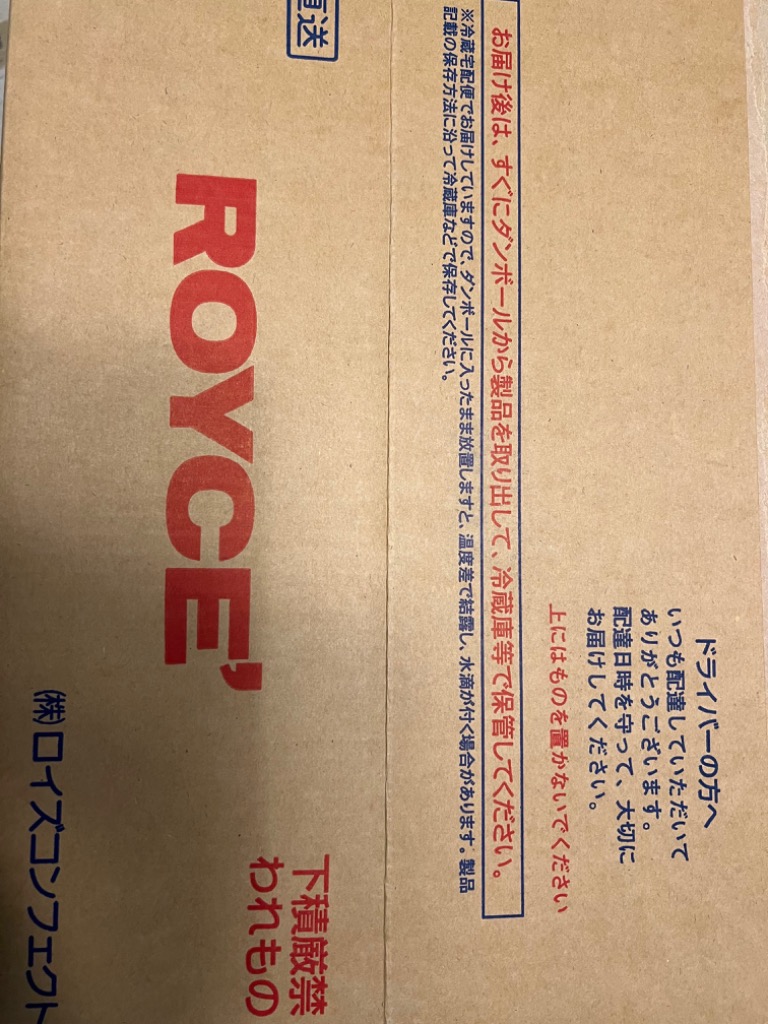 ドライバーの方へ
いつも配達していただいて
ありがとうございます。
配達日時を守って、大切に
お届けしてください。
上にはものを置かないでください
お届け後は、すぐにダンボールから製品を取り出して、冷蔵庫等で保管してください。
※冷蔵宅配便でお届けしていますので、ダンボールに入ったまま放置しますと、温度差で結露し、水滴が付く場合があります。製品
記載の保存方法に沿って冷蔵庫などで保存してください。
直送
ROYCE'
下積厳禁
われもの
㈱ロイズコンフェクト